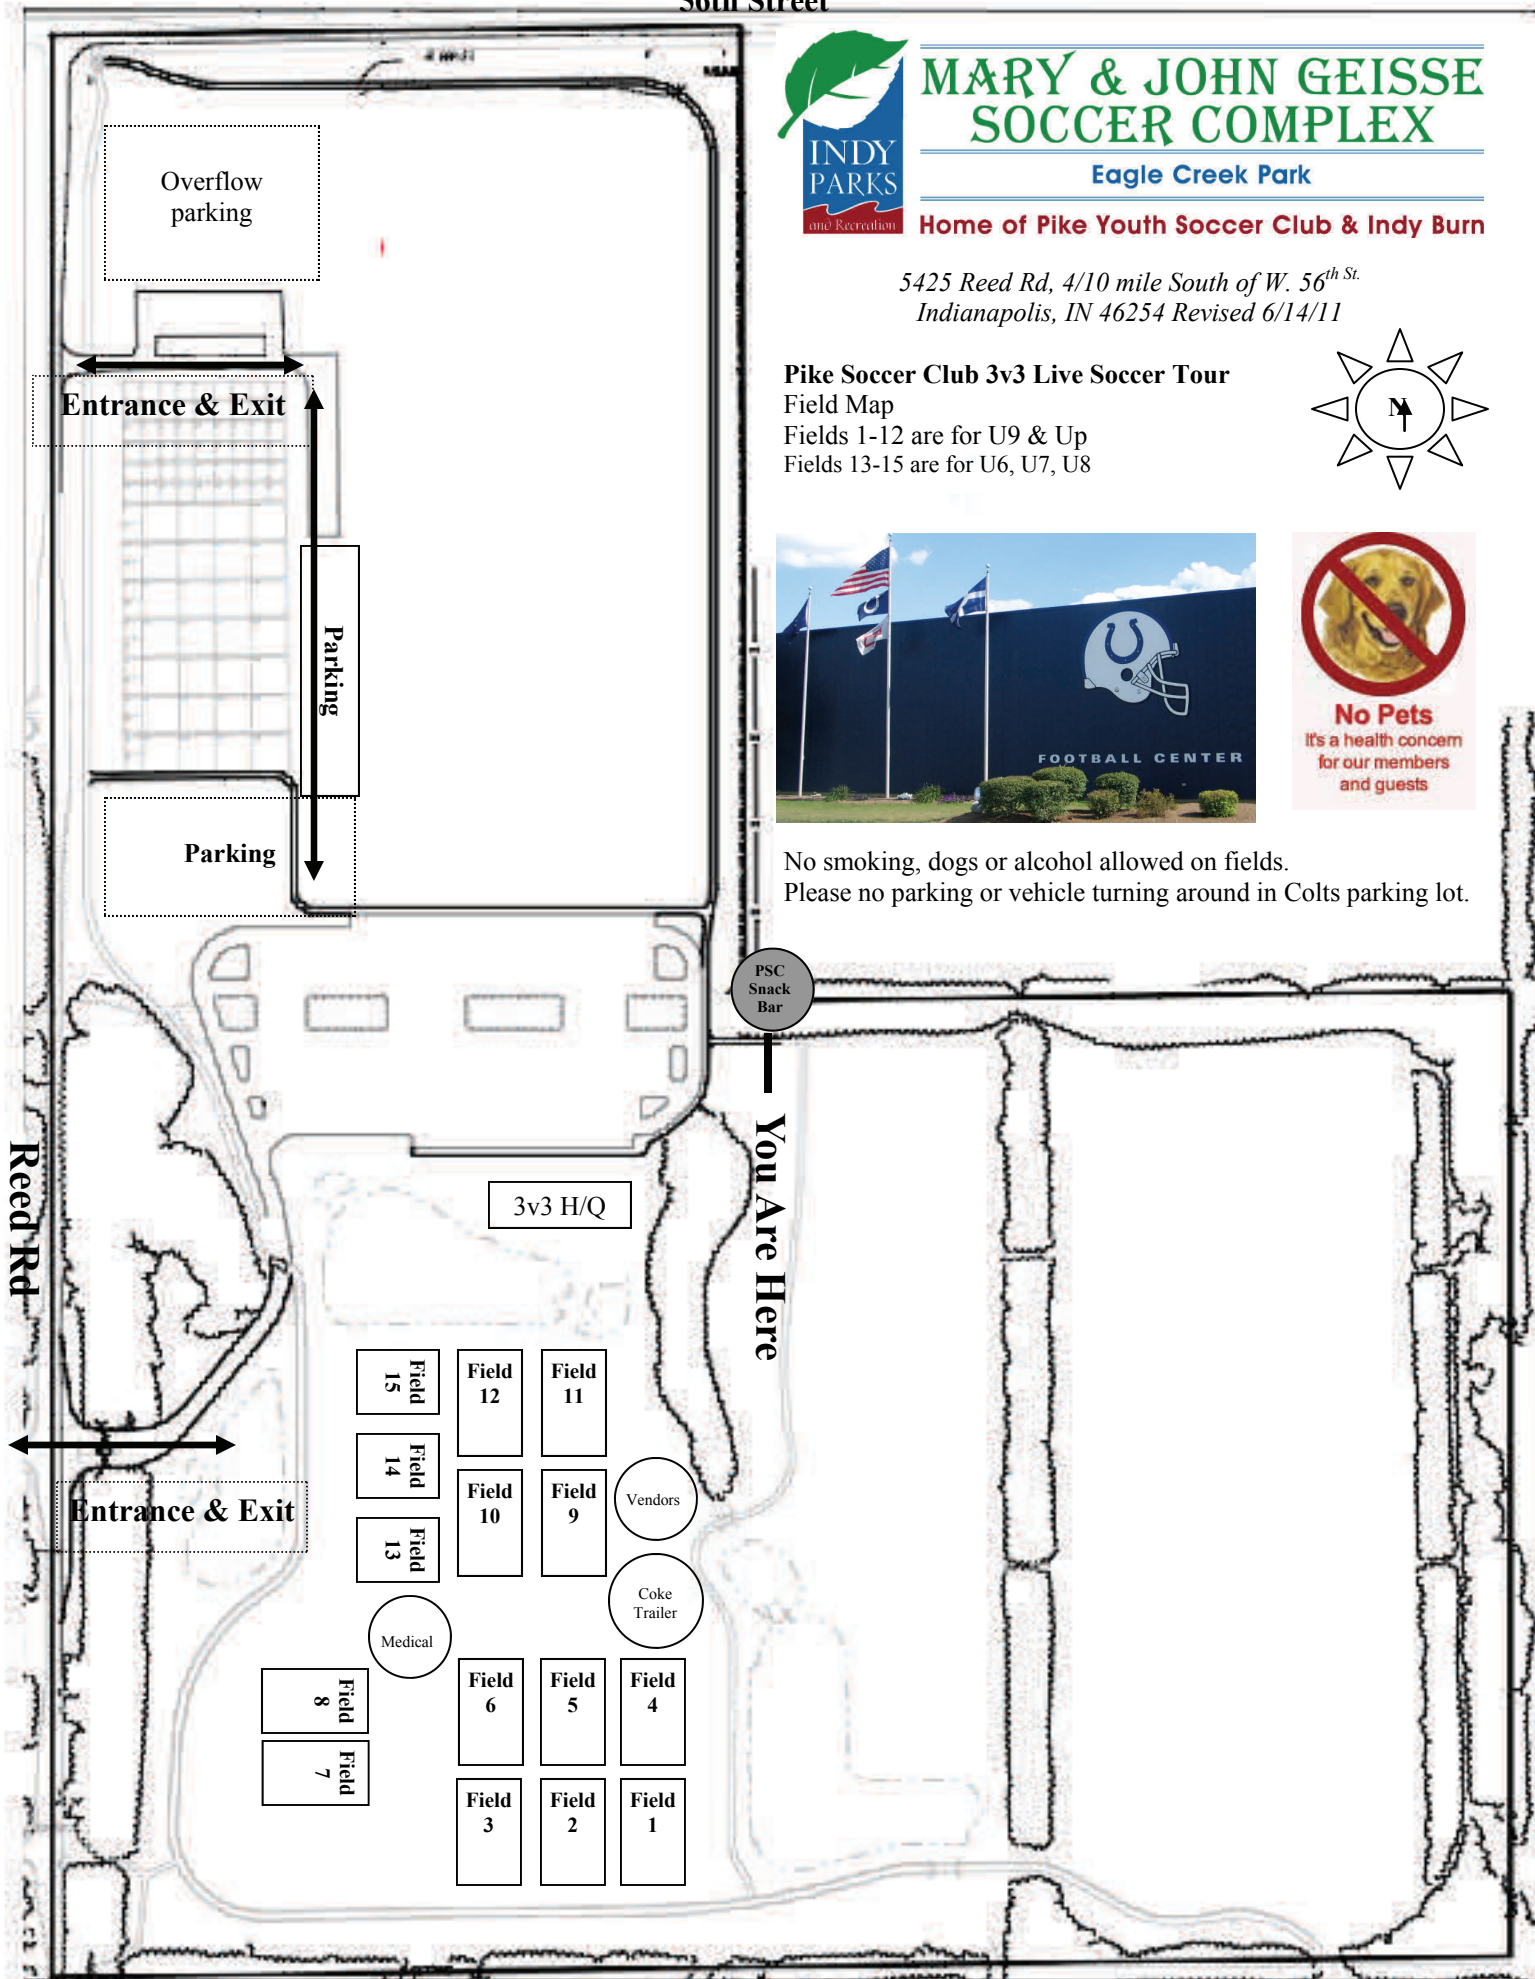 56th Street
INDY
PARKS
and Recreation
MARY & JOHN GEISSE
SOCCER COMPLEX
Eagle Creek Park
Home of Pike Youth Soccer Club & Indy Burn
5425 Reed Rd, 4/10 mile South of W. 56th St.
Indianapolis, IN 46254 Revised 6/14/11
Pike Soccer Club 3v3 Live Soccer Tour
Field Map
Fields 1-12 are for U9 & Up
Fields 13-15 are for U6, U7, U8
N
Overflow
parking
Entrance & Exit
Parking
Parking
FOOTBALL CENTER
No Pets
It's a health concern
for our members
and guests
No smoking, dogs or alcohol allowed on fields.
Please no parking or vehicle turning around in Colts parking lot.
PSC
Snack
Bar
You Are Here
Reed Rd
3v3 H/Q
Field
15
Field
12
Field
11
Field
14
Field
10
Field
9
Vendors
Entrance & Exit
Field
13
Coke
Trailer
Medical
Field
8
Field
6
Field
5
Field
4
Field
7
Field
3
Field
2
Field
1